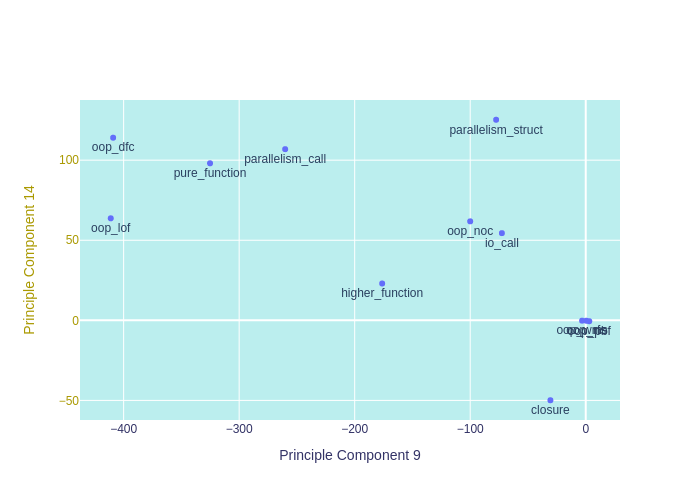 parallelism_struct
oop_dfc
parallelism_call
pure_function
oop_lof
oop_noc
io_call
higher_function
closure
100
50
0
−50
−400
−300
−200
−100
0
Principle Component 14
Principle Component 9